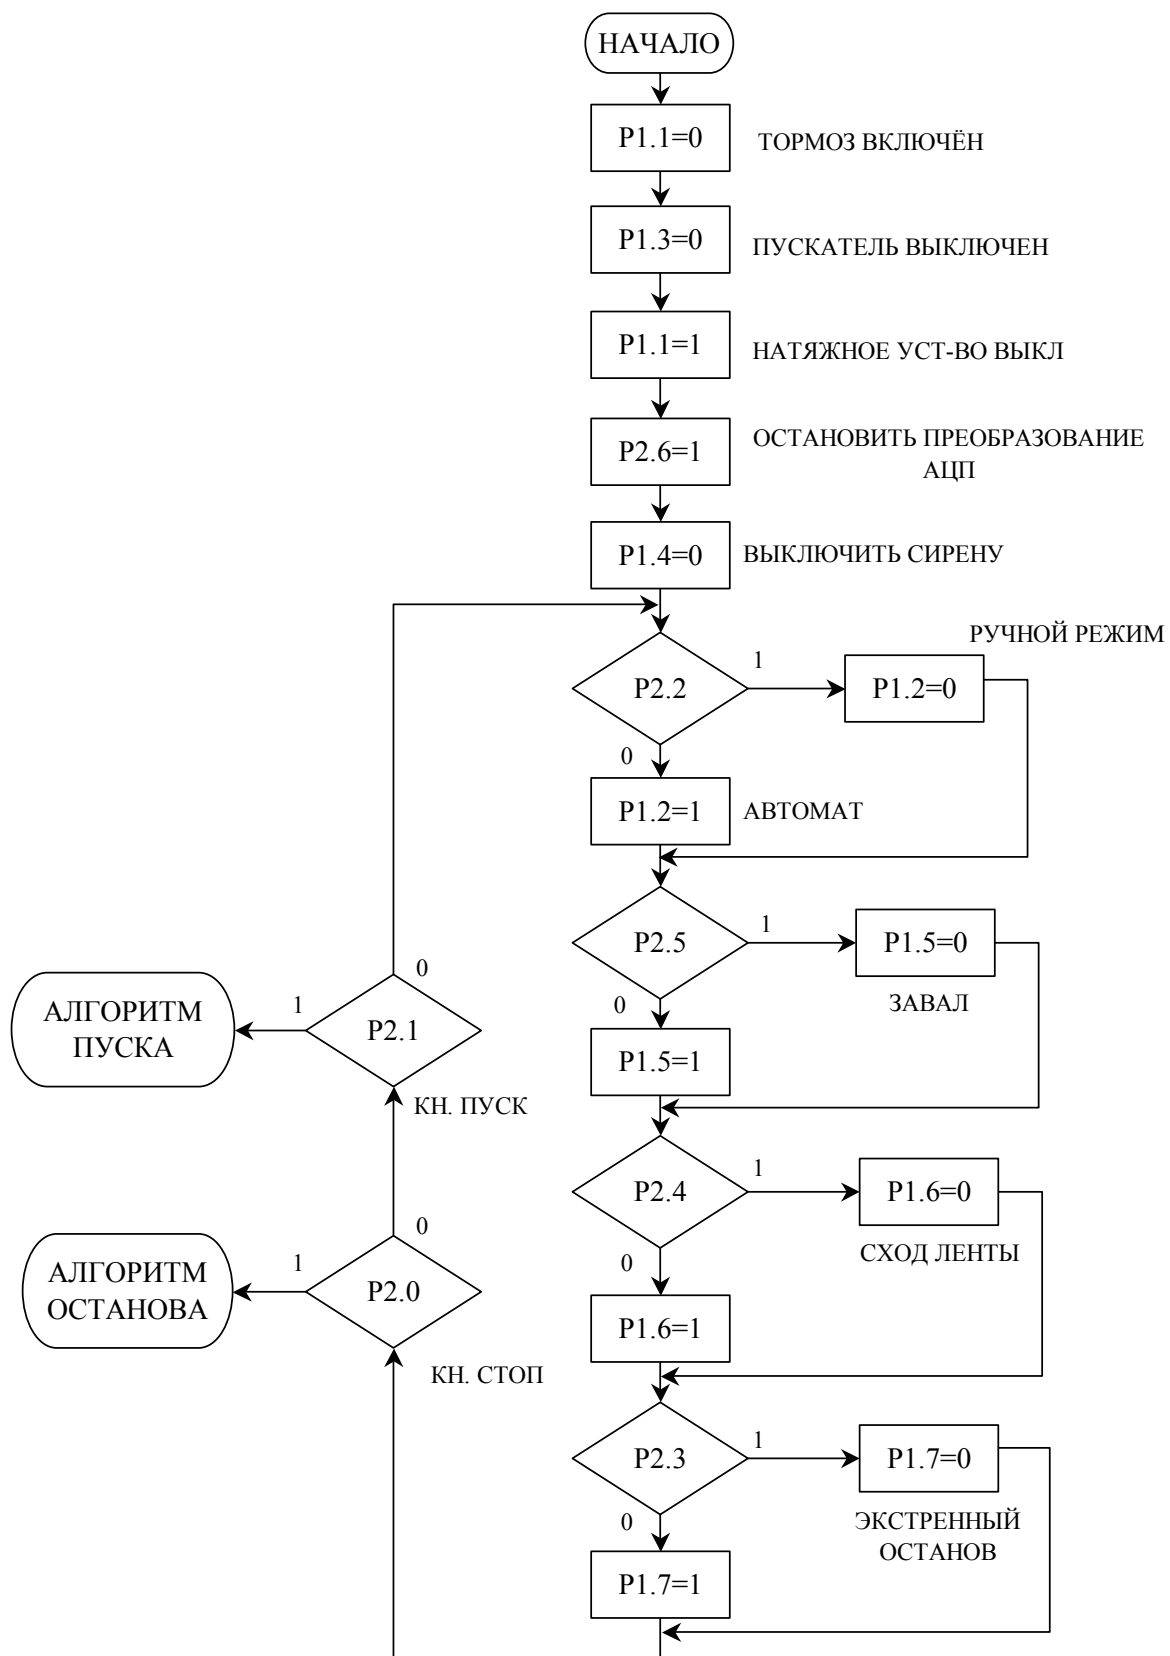 НАЧАЛО
P1.1=0
ТОРМОЗ ВКЛЮЧЁН
P1.3=0
ПУСКАТЕЛЬ ВЫКЛЮЧЕН
P1.1=1
НАТЯЖНОЕ УСТ-ВО ВЫКЛ
P2.6=1
ОСТАНОВИТЬ ПРЕОБРАЗОВАНИЕ
АЦП
P1.4=0
ВЫКЛЮЧИТЬ СИРЕНУ
РУЧНОЙ РЕЖИМ
P2.2
1
P1.2=0
0
P1.2=1
АВТОМАТ
P2.5
1
P1.5=0
ЗАВАЛ
0
P1.5=1
P2.4
1
P1.6=0
СХОД ЛЕНТЫ
0
P1.6=1
P2.3
1
P1.7=0
ЭКСТРЕННЫЙ
ОСТАНОВ
0
P1.7=1
0
АЛГОРИТМ
ПУСКА
1
P2.1
КН. ПУСК
0
АЛГОРИТМ
ОСТАНОВА
1
P2.0
КН. СТОП